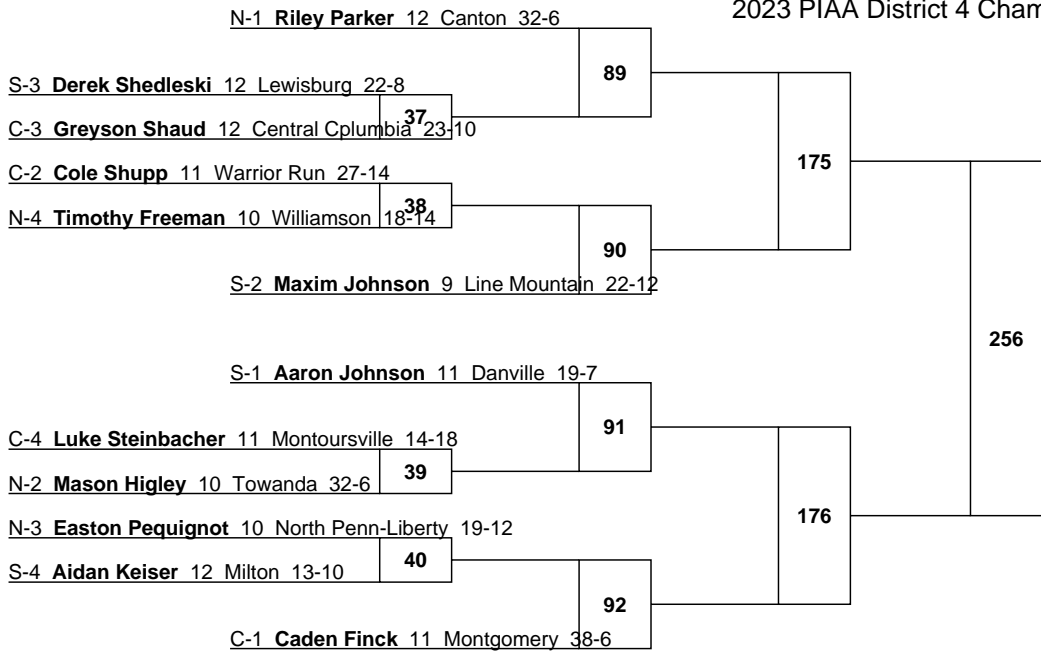 2023 PIAA District 4 Cham
N-1 Riley Parker 12 Canton 32-6
89
S-3 Derek Shedleski 12 Lewisburg 22-8
37
C-3 Greyson Shaud 12 Central Cplumbia 23-10
175
C-2 Cole Shupp 11 Warrior Run 27-14
38
N-4 Timothy Freeman 10 Williamson 18-14
90
S-2 Maxim Johnson 9 Line Mountain 22-12
256
S-1 Aaron Johnson 11 Danville 19-7
91
C-4 Luke Steinbacher 11 Montoursville 14-18
39
N-2 Mason Higley 10 Towanda 32-6
176
N-3 Easton Pequignot 10 North Penn-Liberty 19-12
40
S-4 Aidan Keiser 12 Milton 13-10
92
C-1 Caden Finck 11 Montgomery 38-6